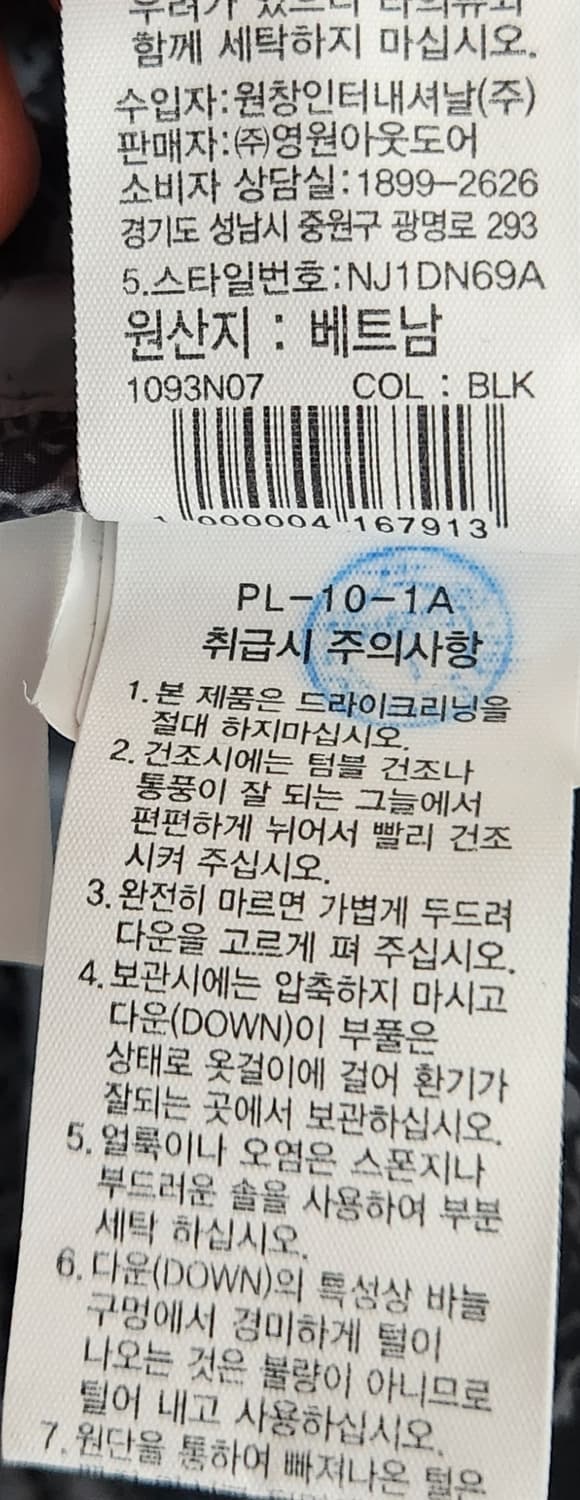 우려가 있으니 다의류와
함께 세탁하지 마십시오.
수입자:원창인터내셔날(주)
판매자:㈜영원아웃도어
소비자 상담실:1899-2626
경기도 성남시 중원구 광명로 293
5.스타일번호:NJ1DN69A
원산지 : 베트남
1093N07 COL : BLK
000004 167913
PL-10-1A
취급시 주의사항
1.본 제품은 드라이크리닝을
절대 하지마십시오.
2.건조시에는 텀블 건조나
통풍이 잘 되는 그늘에서
편편하게 뉘어서 빨리 건조
시켜 주십시오.
3.완전히 마르면 가볍게 두드려
다운을 고르게 펴 주십시오.
4.보관시에는 압축하지 마시고
다운(DOWN)이 부풀은
상태로 옷걸이에 걸어 환기가
잘되는 곳에서 보관하십시오.
5.얼룩이나 오염은 스폰지나
부드러운 솔을 사용하여 부분
세탁 하십시오.
6.다운(DOWN)의 특성상 바늘
구멍에서 경미하게 털이
나오는 것은 불량이 아니므로
털어 내고 사용하십시오.
7.원단을 통하여 빠져나온 털은